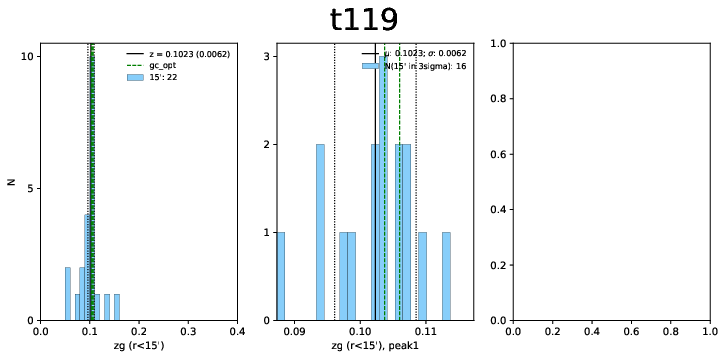 t119
z = 0.1023 (0.0062)
gc_opt
15': 22
N
10
5
0
0.0 0.1 0.2 0.3 0.4
zg (r<15')
μ: 0.1023; σ: 0.0062
N(15' in 3sigma): 16
3
2
1
0
0.09 0.10 0.11
zg (r<15'), peak1
1.0
0.8
0.6
0.4
0.2
0.0
0.0 0.2 0.4 0.6 0.8 1.0